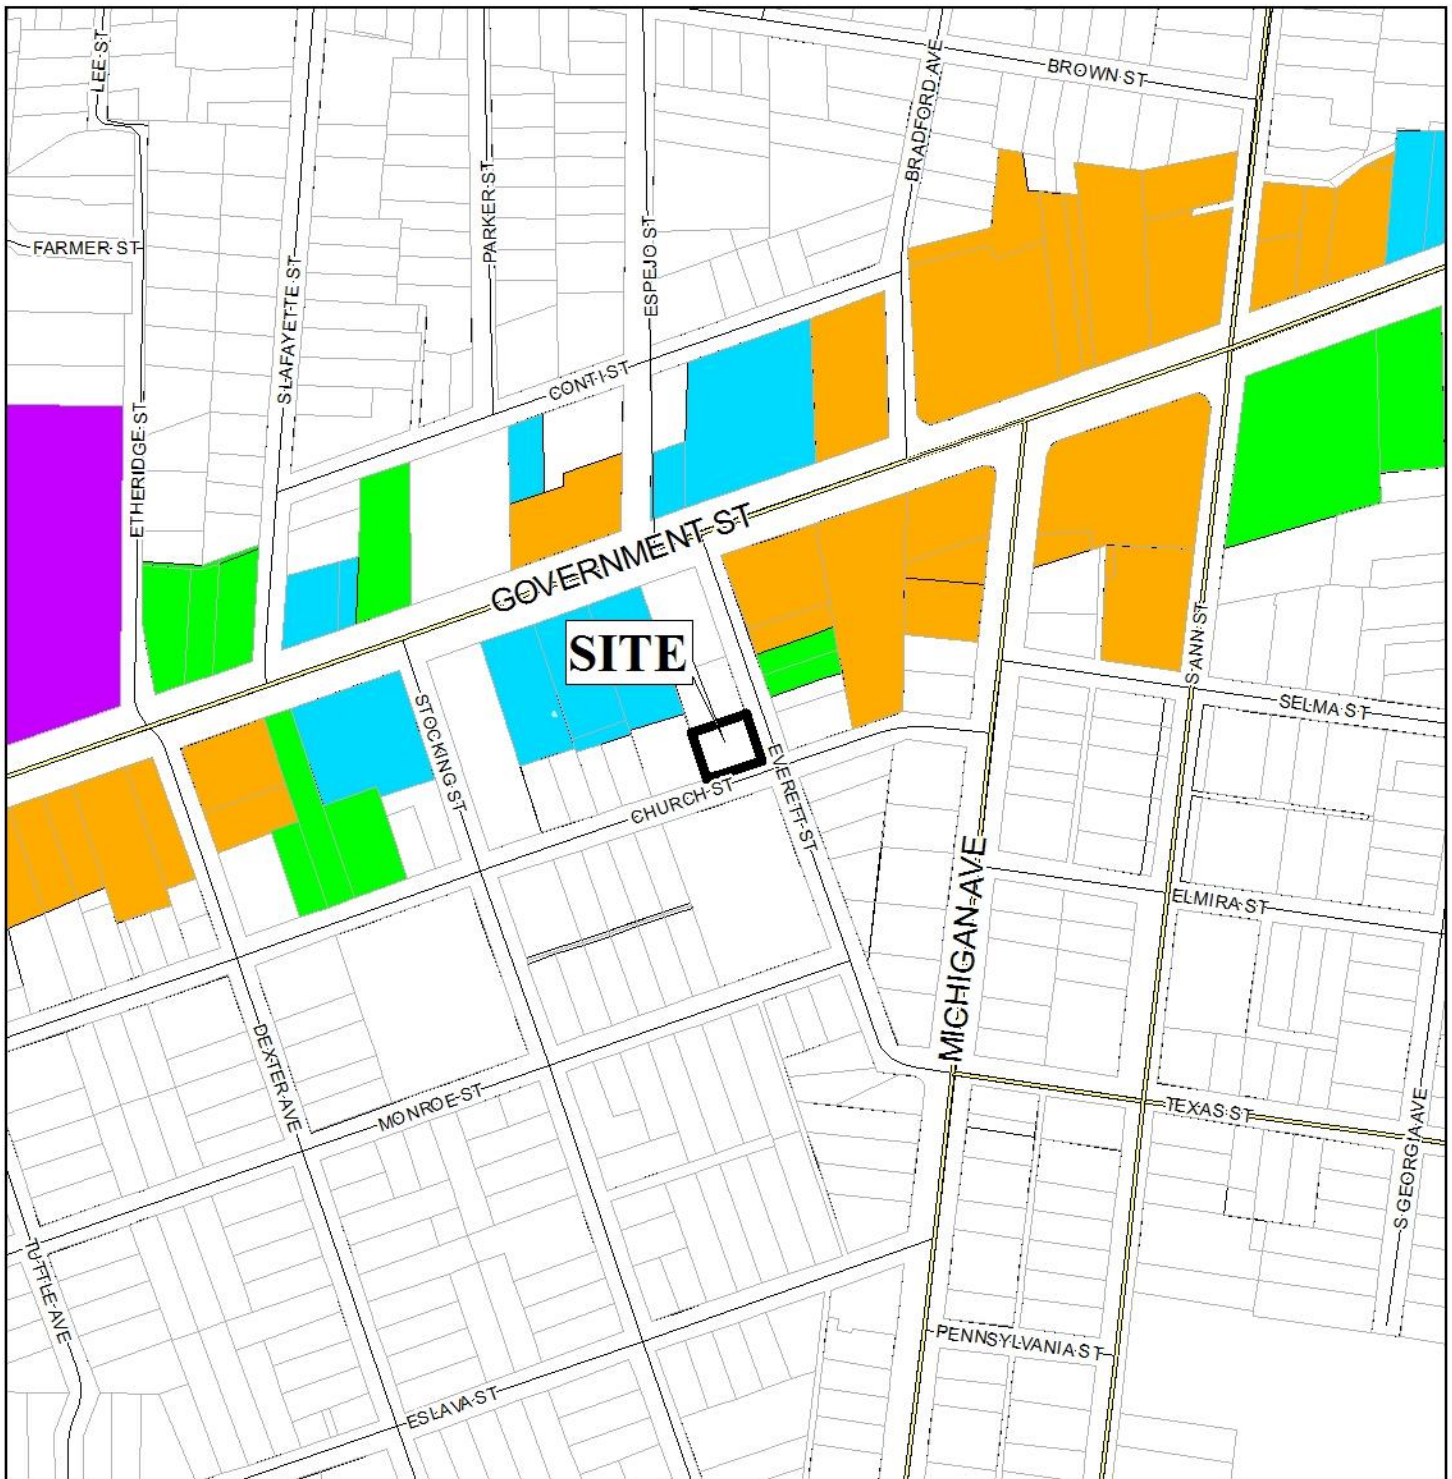 LEE ST
BRADFORD AVE
BROWN ST
PARKER ST
ESPEJO ST
FARMER ST
S LAFAYETTE ST
CONTI ST
ETHERIDGE ST
GOVERNMENT ST
SITE
S ANN ST
STOCKING ST
SELMA ST
EVERETT ST
CHURCH ST
MICHIGAN AVE
ELMIRA ST
DEXTER AVE
MONROE ST
TEXAS ST
S GEORGIA AVE
TUTTLE AVE
PENNSYLVANIA ST
ESLAVA ST